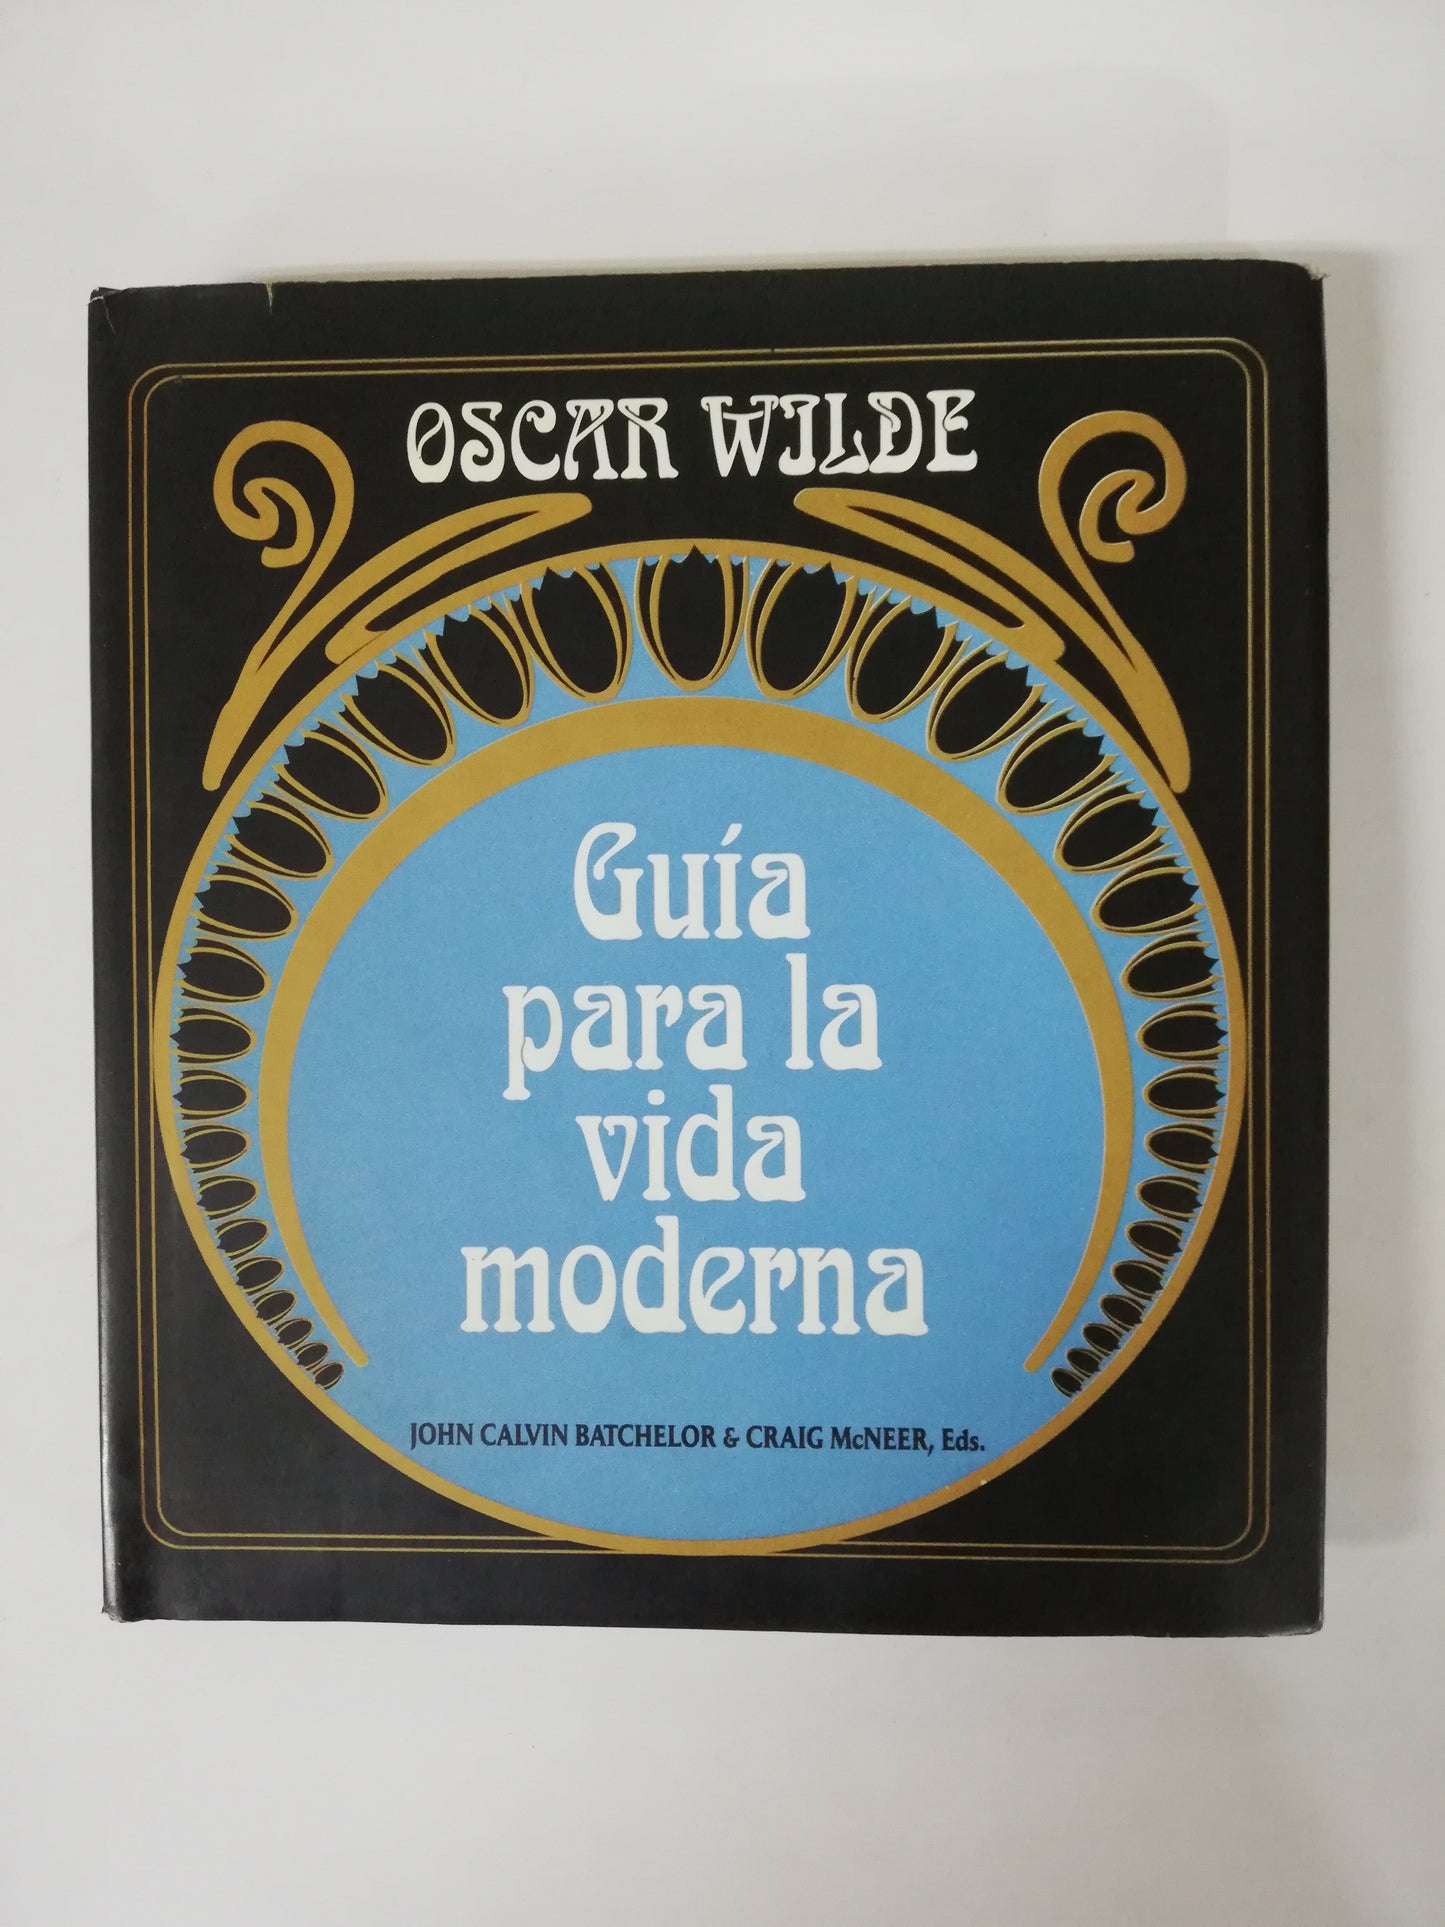 OSCAR WILDE
Guía
para la
vida
moderna
JOHN CALVIN BATCHELOR & CRAIG McNEER, Eds.